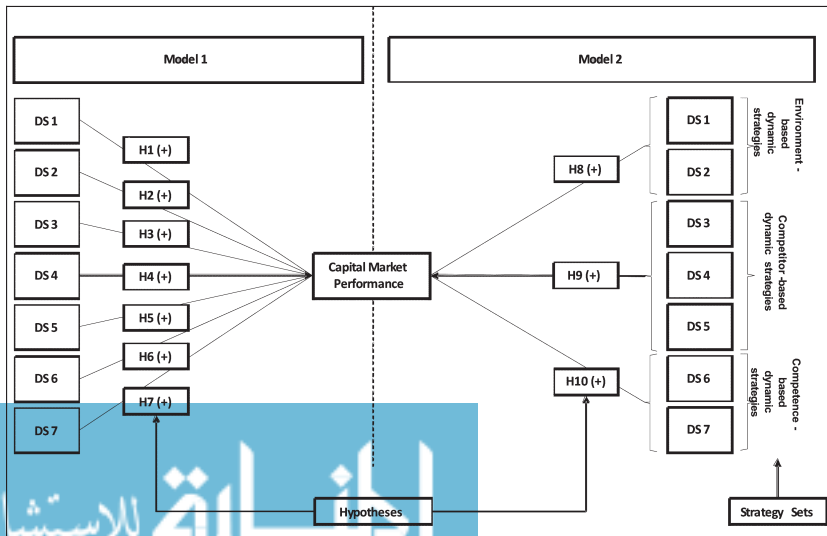 Model 1
Model 2
DS 1
DS 2
DS 3
DS 4
DS 5
DS 6
DS 7
H1 (+)
H2 (+)
H3 (+)
H4 (+)
H5 (+)
H6 (+)
H7 (+)
Capital Market
Performance
H8 (+)
H9 (+)
H10 (+)
DS 1
DS 2
DS 3
DS 4
DS 5
DS 6
DS 7
Environment -
based
dynamic
strategies
Competitor -based
dynamic strategies
Competence -
based
dynamic
strategies
Hypotheses
Strategy Sets